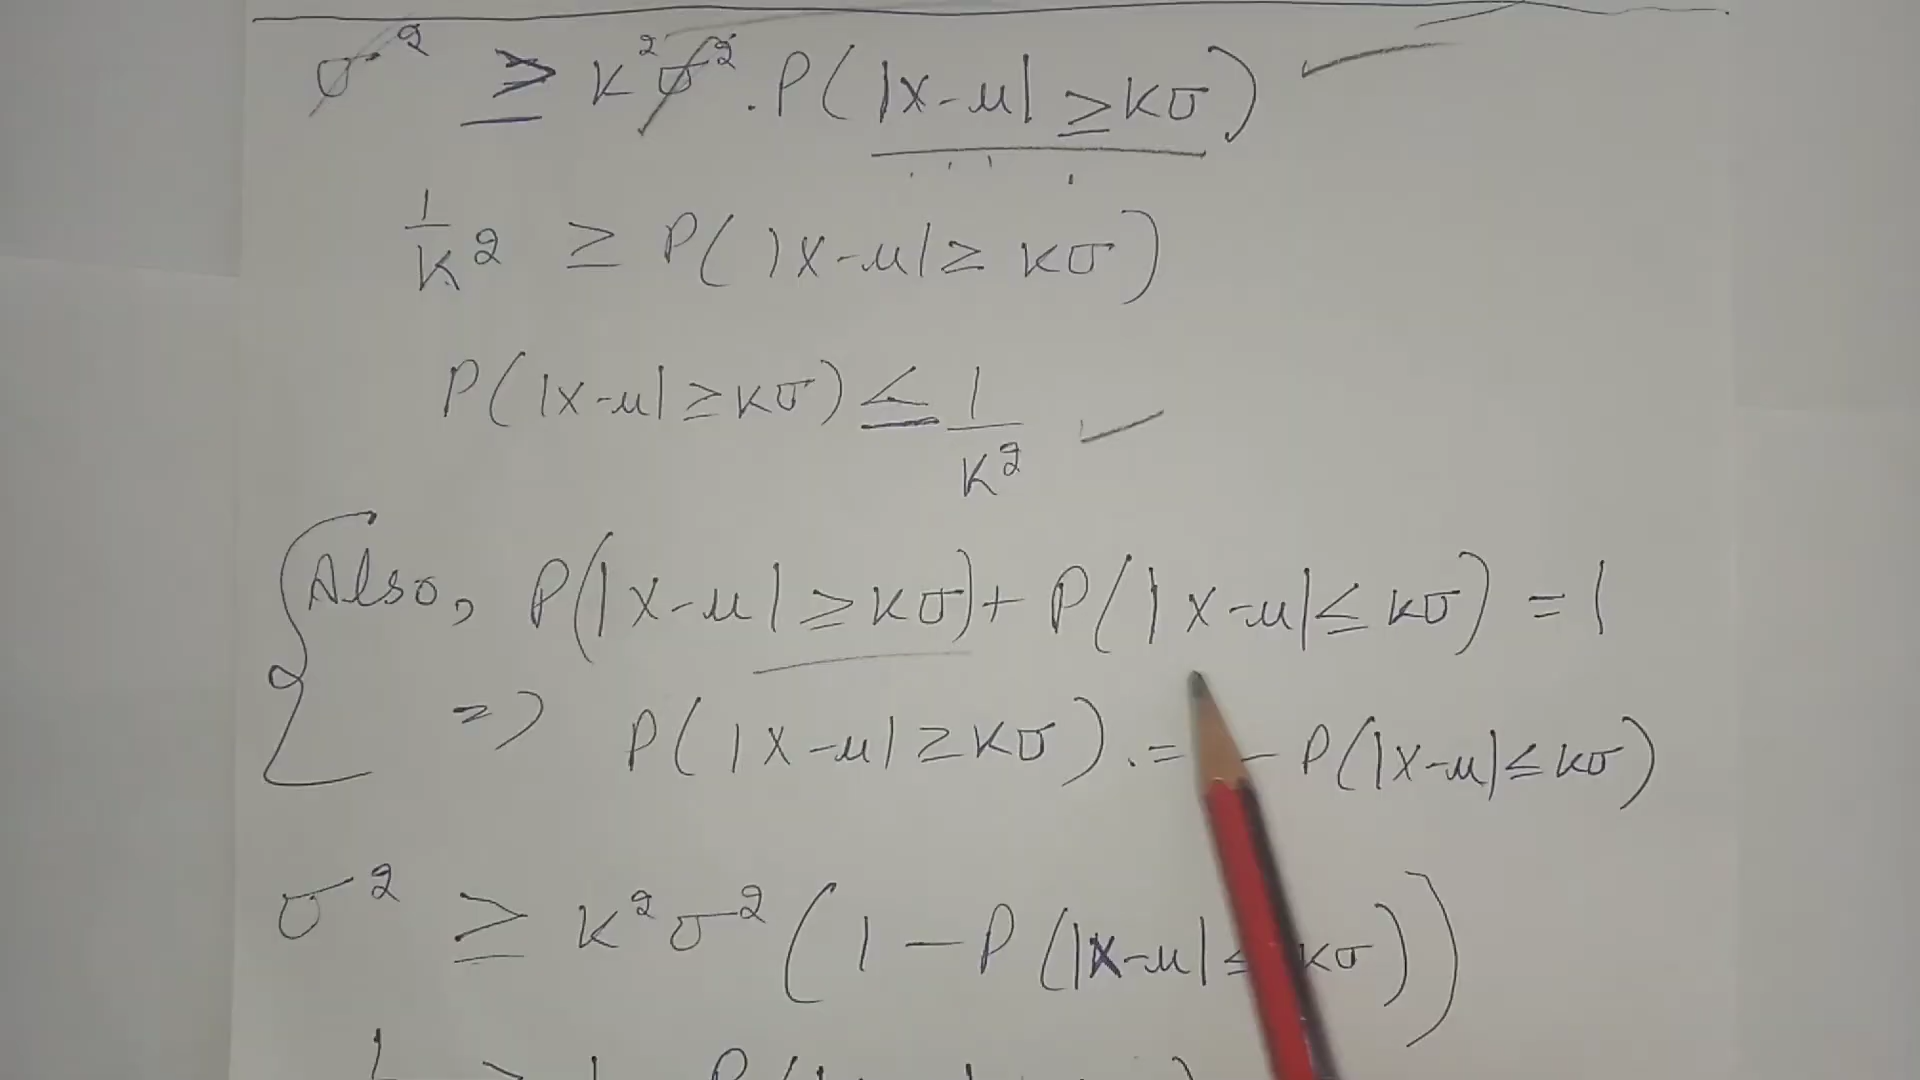 σ² ≥ K²σ² . P(|X-μ| ≥ Kσ)
1/K² ≥ P(|X-μ| ≥ Kσ)
P(|X-μ| ≥ Kσ) ≤ 1/K²
Also, P(|X-μ| ≥ Kσ) + P(|X-μ| ≤ Kσ) = 1
=> P(|X-μ| ≥ Kσ) . = - P(|X-μ| ≤ Kσ)
σ² ≥ K²σ² (1 - P(|X-μ| ≤ Kσ))